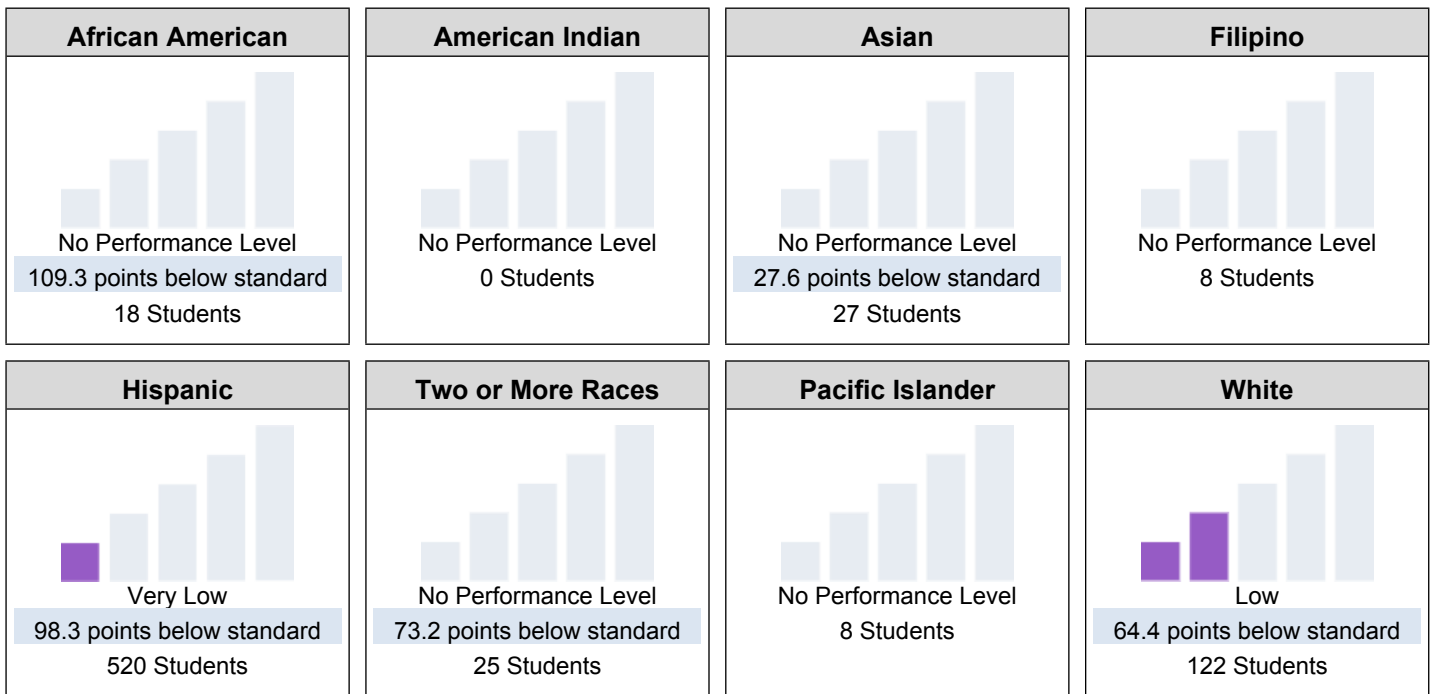 African American
No Performance Level
109.3 points below standard
18 Students
American Indian
No Performance Level
0 Students
Asian
No Performance Level
27.6 points below standard
27 Students
Filipino
No Performance Level
8 Students
Hispanic
Very Low
98.3 points below standard
520 Students
Two or More Races
No Performance Level
73.2 points below standard
25 Students
Pacific Islander
No Performance Level
8 Students
White
Low
64.4 points below standard
122 Students